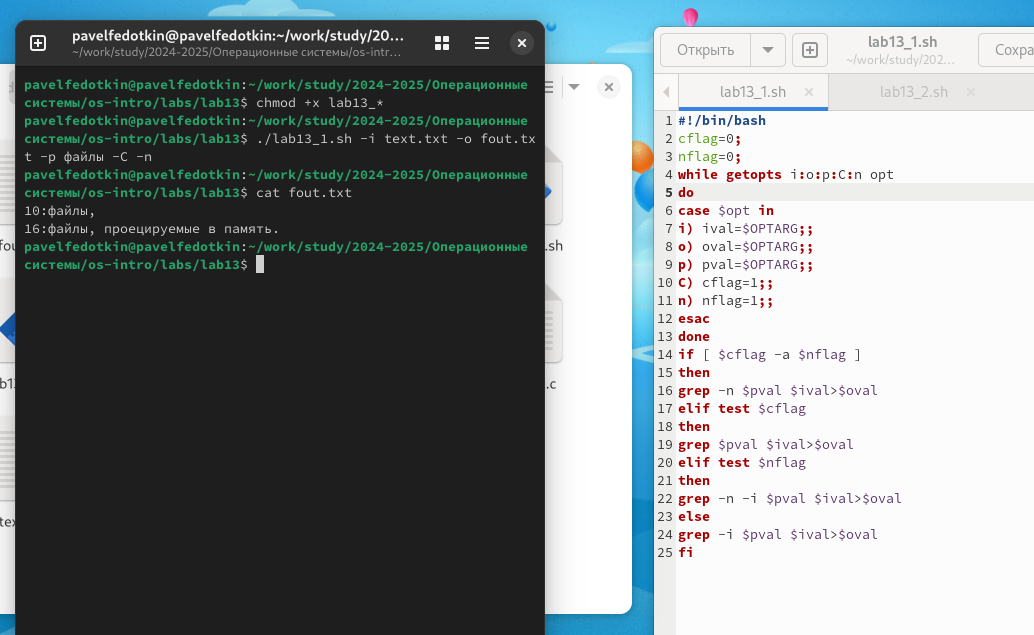 pavelfedotkin@pavelfedotkin:~/work/study/20...
~/work/study/2024-2025/Операционные системы/os-intr...
pavelfedotkin@pavelfedotkin:~/work/study/2024-2025/Операционные
системы/os-intro/labs/lab13$ chmod +x lab13_*
pavelfedotkin@pavelfedotkin:~/work/study/2024-2025/Операционные
системы/os-intro/labs/lab13$ ./lab13_1.sh -i text.txt -o fout.tx
t -p файлы -C -n
pavelfedotkin@pavelfedotkin:~/work/study/2024-2025/Операционные
системы/os-intro/labs/lab13$ cat fout.txt
10:файлы,
16:файлы, проецируемые в память.
pavelfedotkin@pavelfedotkin:~/work/study/2024-2025/Операционные
системы/os-intro/labs/lab13$
.sh
.c
Открыть
lab13_1.sh
~/work/study/202...
lab13_1.sh
lab13_2.sh
1 #!/bin/bash
2 cflag=0;
3 nflag=0;
4 while getopts i:o:p:C:n opt
5 do
6 case $opt in
7 i) ival=$OPTARG;;
8 o) oval=$OPTARG;;
9 p) pval=$OPTARG;;
10 C) cflag=1;;
11 n) nflag=1;;
12 esac
13 done
14 if [ $cflag -a $nflag ]
15 then
16 grep -n $pval $ival>$oval
17 elif test $cflag
18 then
19 grep $pval $ival>$oval
20 elif test $nflag
21 then
22 grep -n -i $pval $ival>$oval
23 else
24 grep -i $pval $ival>$oval
25 fi